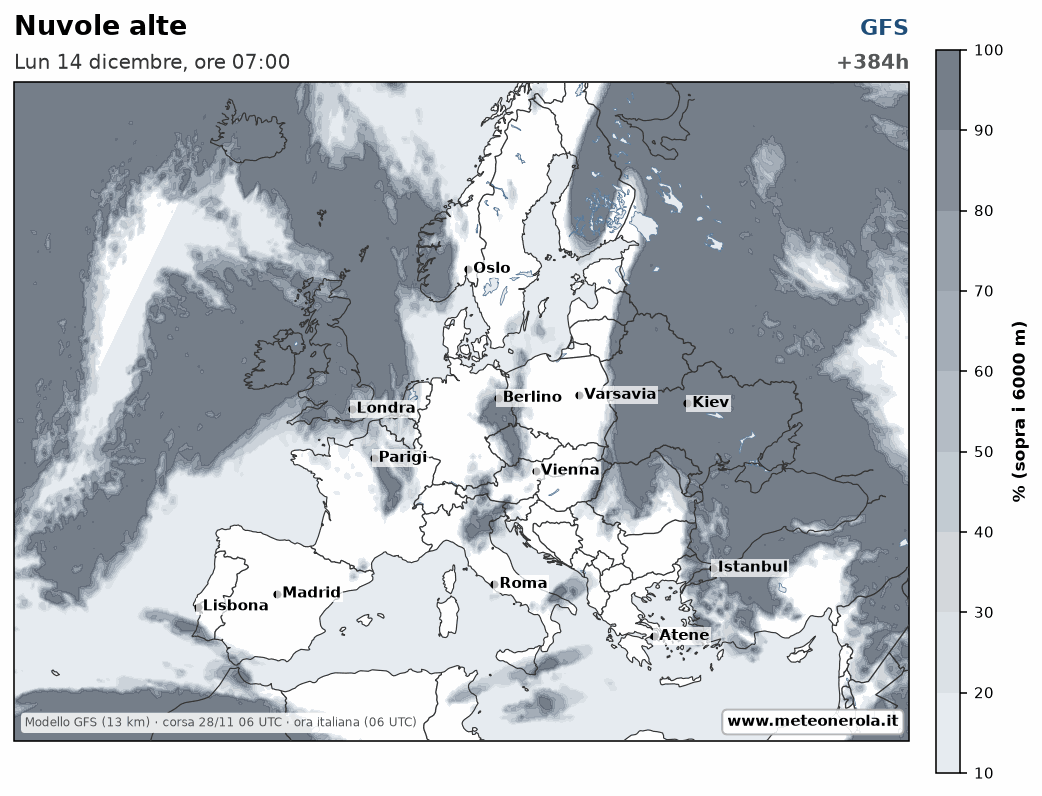 Nuvole alte
GFS
Lun 14 dicembre, ore 07:00
+384h
Oslo
Londra
Berlino
Varsavia
Kiev
Parigi
Vienna
Istanbul
Roma
Madrid
Lisbona
Atene
Modello GFS (13 km) · corsa 28/11 06 UTC · ora italiana (06 UTC)
www.meteonerola.it
100
90
80
70
60
50
40
30
20
10
% (sopra i 6000 m)